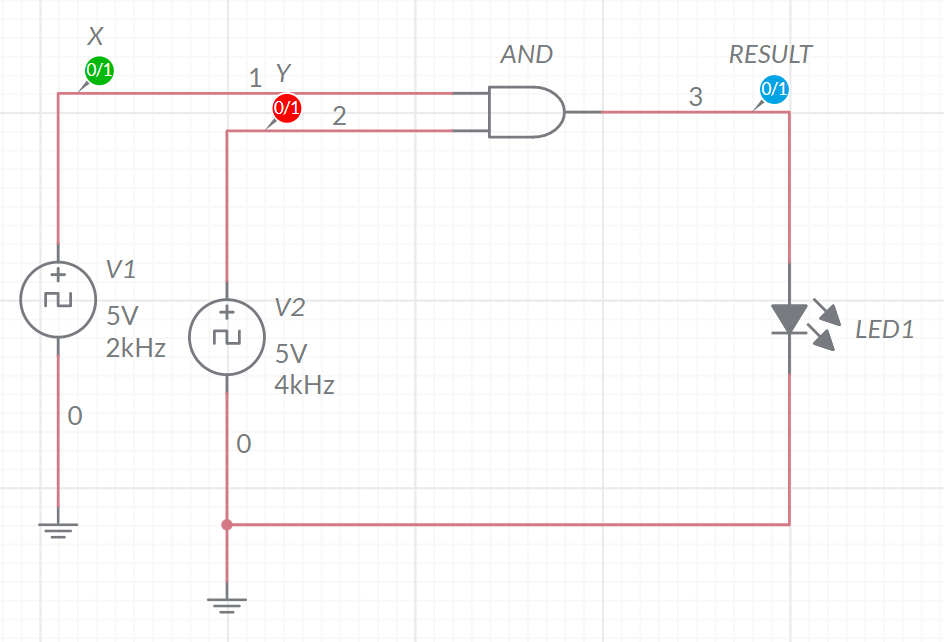 X
0/1
1
Y
0/1
2
AND
RESULT
0/1
3
V1
5V
2kHz
V2
5V
4kHz
LED1
0
0